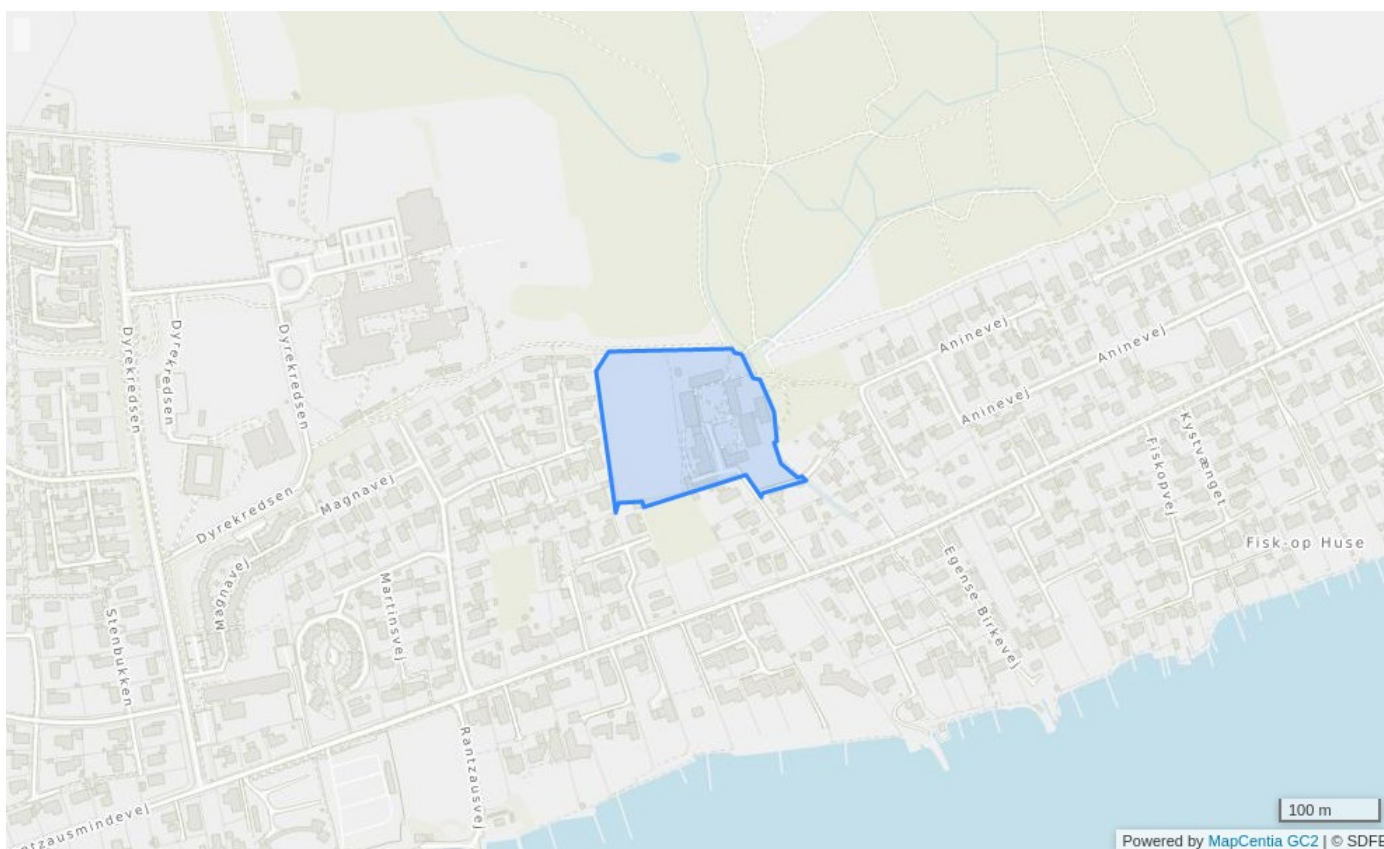 Aninevej
Aninevej
Aninevej
Dyrekredsen
Dyrekredsen
Dyrekredsen
Kystvænget
Fiskopvej
Magnavej
Dyrekredsen
Fisk-op Huse
Egense Birkevej
Magnavej
Martinsvej
Stenbukken
Rantzausvej
ntzausmindevej
100 m
Powered by MapCentia GC2 | © SDFE